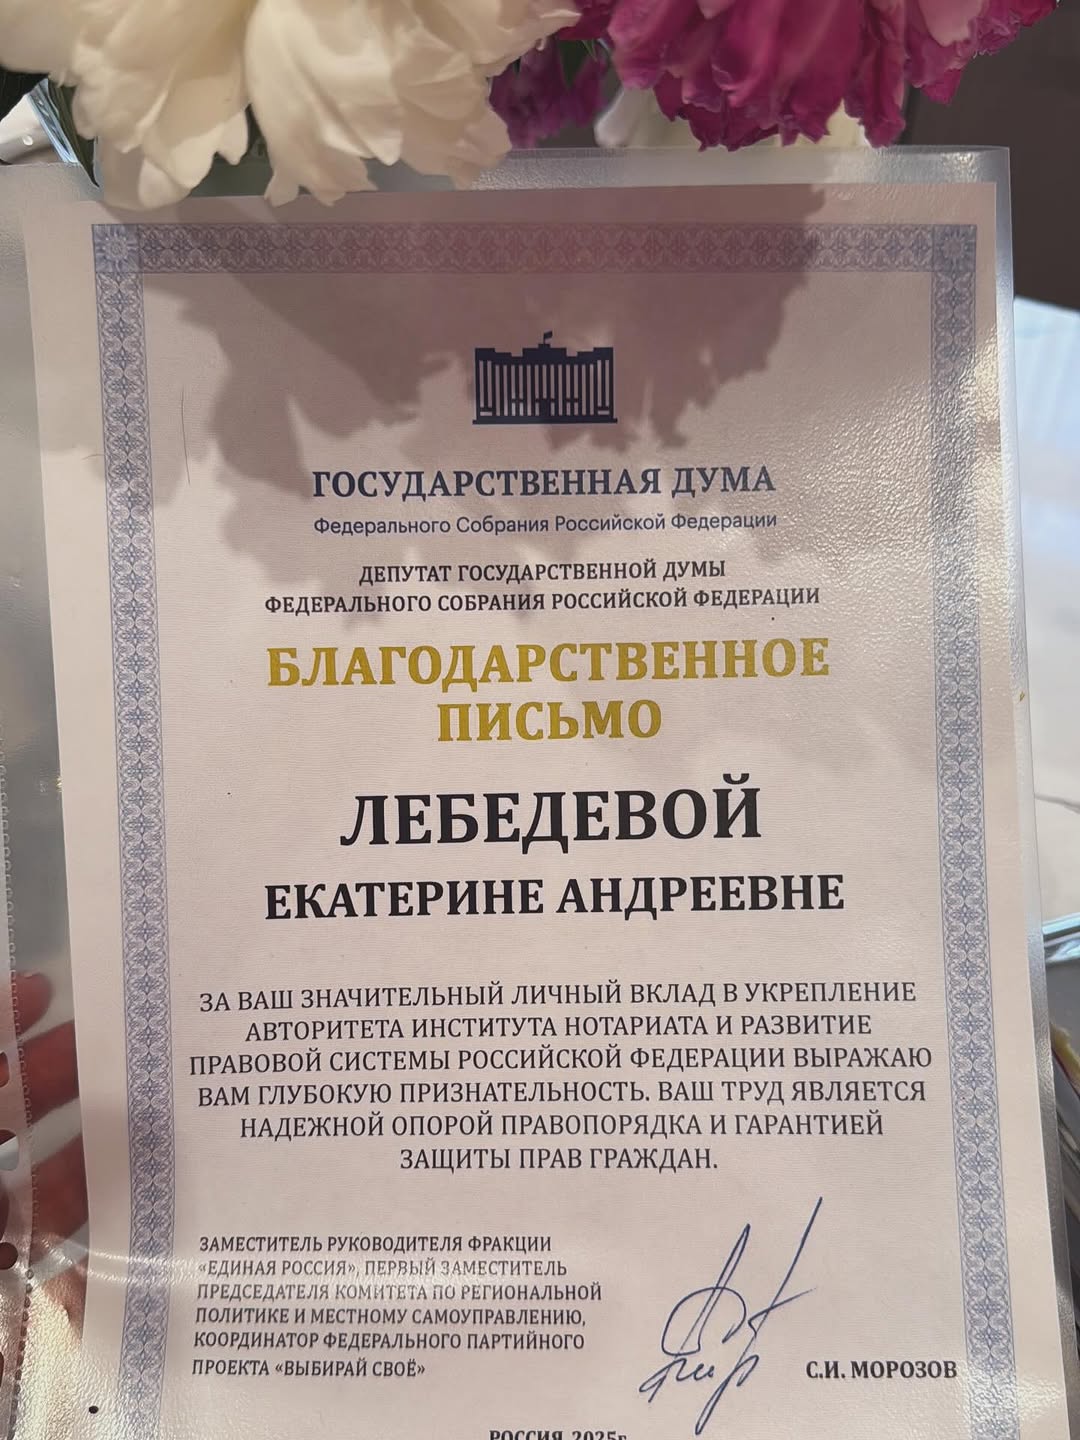 ГОСУДАРСТВЕННАЯ ДУМА
Федерального Собрания Российской Федерации
ДЕПУТАТ ГОСУДАРСТВЕННОЙ ДУМЫ
ФЕДЕРАЛЬНОГО СОБРАНИЯ РОССИЙСКОЙ ФЕДЕРАЦИИ
БЛАГОДАРСТВЕННОЕ
ПИСЬМО
ЛЕБЕДЕВОЙ
ЕКАТЕРИНЕ АНДРЕЕВНЕ
ЗА ВАШ ЗНАЧИТЕЛЬНЫЙ ЛИЧНЫЙ ВКЛАД В УКРЕПЛЕНИЕ
АВТОРИТЕТА ИНСТИТУТА НОТАРИАТА И РАЗВИТИЕ
ПРАВОВОЙ СИСТЕМЫ РОССИЙСКОЙ ФЕДЕРАЦИИ ВЫРАЖАЮ
ВАМ ГЛУБОКУЮ ПРИЗНАТЕЛЬНОСТЬ. ВАШ ТРУД ЯВЛЯЕТСЯ
НАДЕЖНОЙ ОПОРОЙ ПРАВОПОРЯДКА И ГАРАНТИЕЙ
ЗАЩИТЫ ПРАВ ГРАЖДАН.
ЗАМЕСТИТЕЛЬ РУКОВОДИТЕЛЯ ФРАКЦИИ
«ЕДИНАЯ РОССИЯ», ПЕРВЫЙ ЗАМЕСТИТЕЛЬ
ПРЕДСЕДАТЕЛЯ КОМИТЕТА ПО РЕГИОНАЛЬНОЙ
ПОЛИТИКЕ И МЕСТНОМУ САМОУПРАВЛЕНИЮ,
КООРДИНАТОР ФЕДЕРАЛЬНОГО ПАРТИЙНОГО
ПРОЕКТА «ВЫБИРАЙ СВОЁ»
С.И. МОРОЗОВ
РОССИЯ, 2025г.